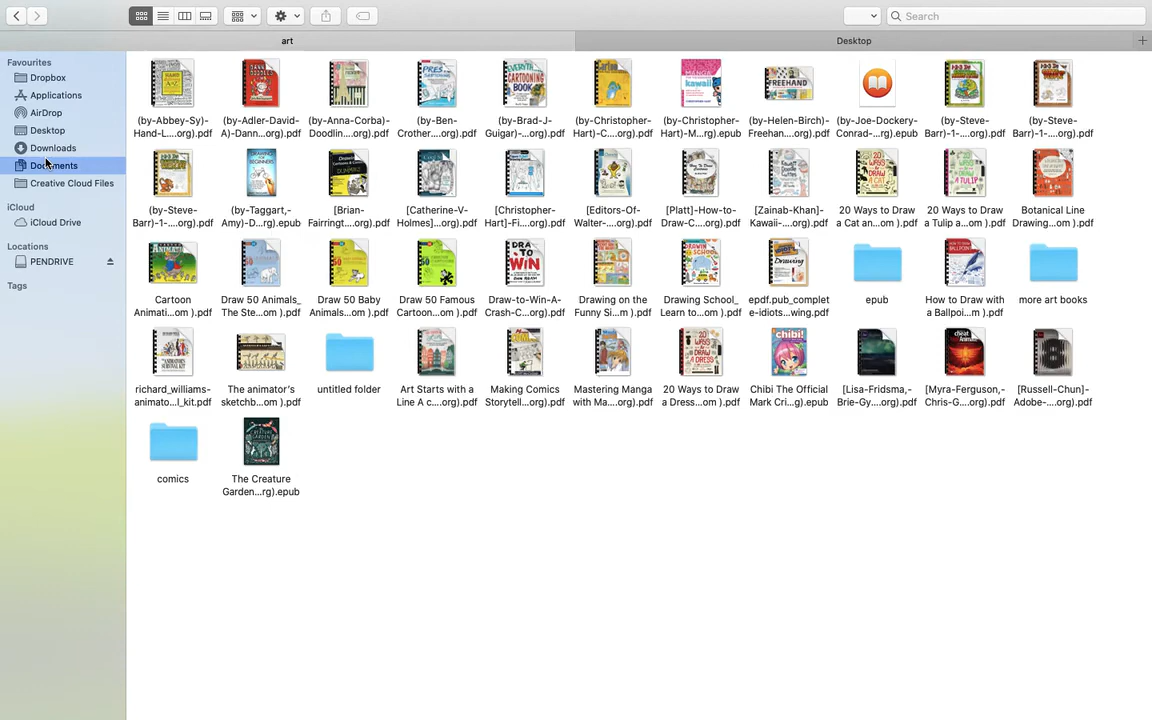 Search
art
Desktop
Favourites
Dropbox
Applications
AirDrop
Desktop
Downloads
Documents
Creative Cloud Files
iCloud
iCloud Drive
Locations
PENDRIVE
Tags
(by-Abbey-Sy)-
Hand-L....org).pdf
(by-Adler-David-
A)-Dann...org).pdf
(by-Anna-Corba)-
Doodlin....org).pdf
(by-Ben-
Crother....org).pdf
(by-Brad-J-
Guigar)-...org).pdf
(by-Christopher-
Hart)-C....org).pdf
(by-Christopher-
Hart)-M...rg).epub
(by-Helen-Birch)-
Freehan....org).pdf
(by-Joe-Dockery-
Conrad-...rg).epub
(by-Steve-
Barr)-1-....org).pdf
(by-Steve-
Barr)-1-....org).pdf
(by-Steve-
Barr)-1-....org).pdf
(by-Taggart,-
Amy)-D...rg).epub
[Brian-
Fairringt....org).pdf
[Catherine-V-
Holmes]...org).pdf
[Christopher-
Hart]-Fi....org).pdf
[Editors-Of-
Walter-....org).pdf
[Platt]-How-to-
Draw-C....org).pdf
[Zainab-Khan]-
Kawaii-....org).pdf
20 Ways to Draw
a Cat an...om ).pdf
20 Ways to Draw
a Tulip a...om ).pdf
Botanical Line
Drawing...om ).pdf
Cartoon
Animati...om ).pdf
Draw 50 Animals_
The Ste...om ).pdf
Draw 50 Baby
Animals...om ).pdf
Draw 50 Famous
Cartoon...om ).pdf
Draw-to-Win-A-
Crash-C...org).pdf
Drawing on the
Funny Si...m ).pdf
Drawing School_
Learn to...om ).pdf
epdf.pub_complet
e-idiots...wing.pdf
epub
How to Draw with
a Ballpoi...m ).pdf
more art books
richard_williams-
animato...l_kit.pdf
The animator's
sketchb...om ).pdf
untitled folder
Art Starts with a
Line A c....org).pdf
Making Comics
Storytell...org).pdf
Mastering Manga
with Ma....org).pdf
20 Ways to Draw
a Dress...om ).pdf
Chibi The Official
Mark Cri...g).epub
[Lisa-Fridsma,-
Brie-Gy....org).pdf
[Myra-Ferguson,-
Chris-G....org).pdf
[Russell-Chun]-
Adobe-....org).pdf
comics
The Creature
Garden...rg).epub